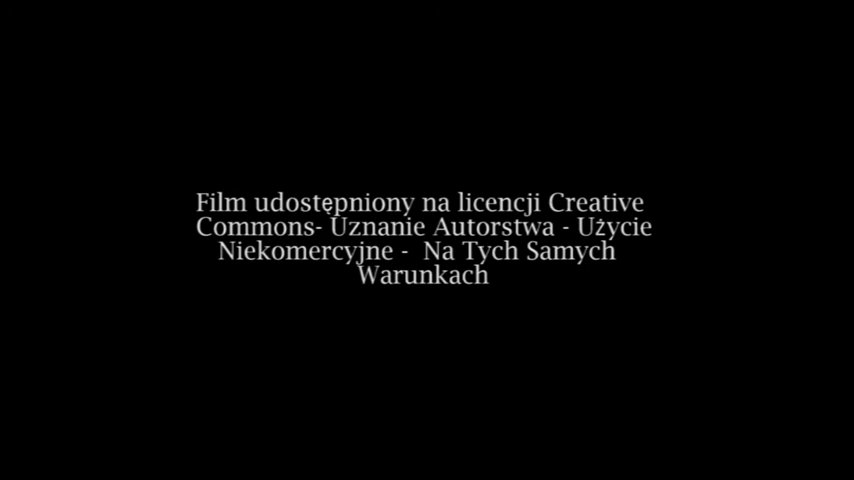 Film udostępniony na licencji Creative
Commons- Uznanie Autorstwa - Użycie
Niekomercyjne -  Na Tych Samych
Warunkach